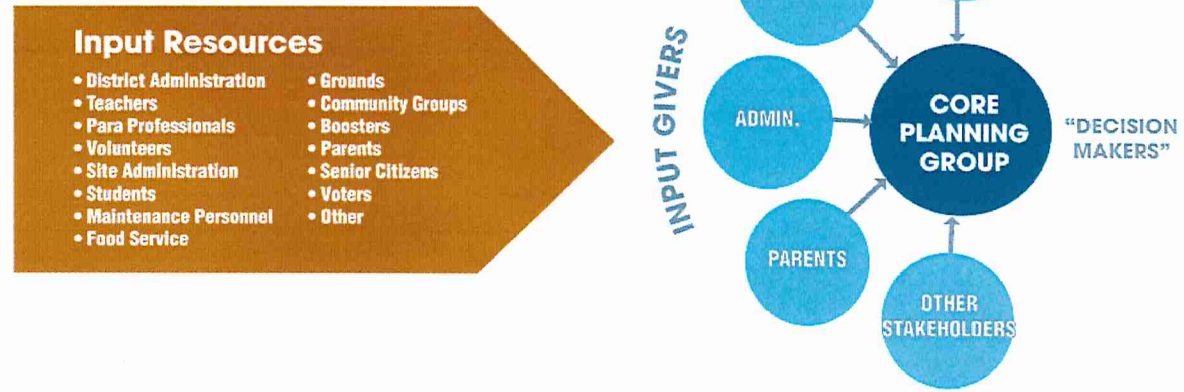 Input Resources
• District Administration
• Teachers
• Para Professionals
• Volunteers
• Site Administration
• Students
• Maintenance Personnel
• Food Service
• Grounds
• Community Groups
• Boosters
• Parents
• Senior Citizens
• Voters
• Other
INPUT GIVERS
ADMIN.
PARENTS
OTHER
STAKEHOLDERS
CORE
PLANNING
GROUP
“DECISION
MAKERS”